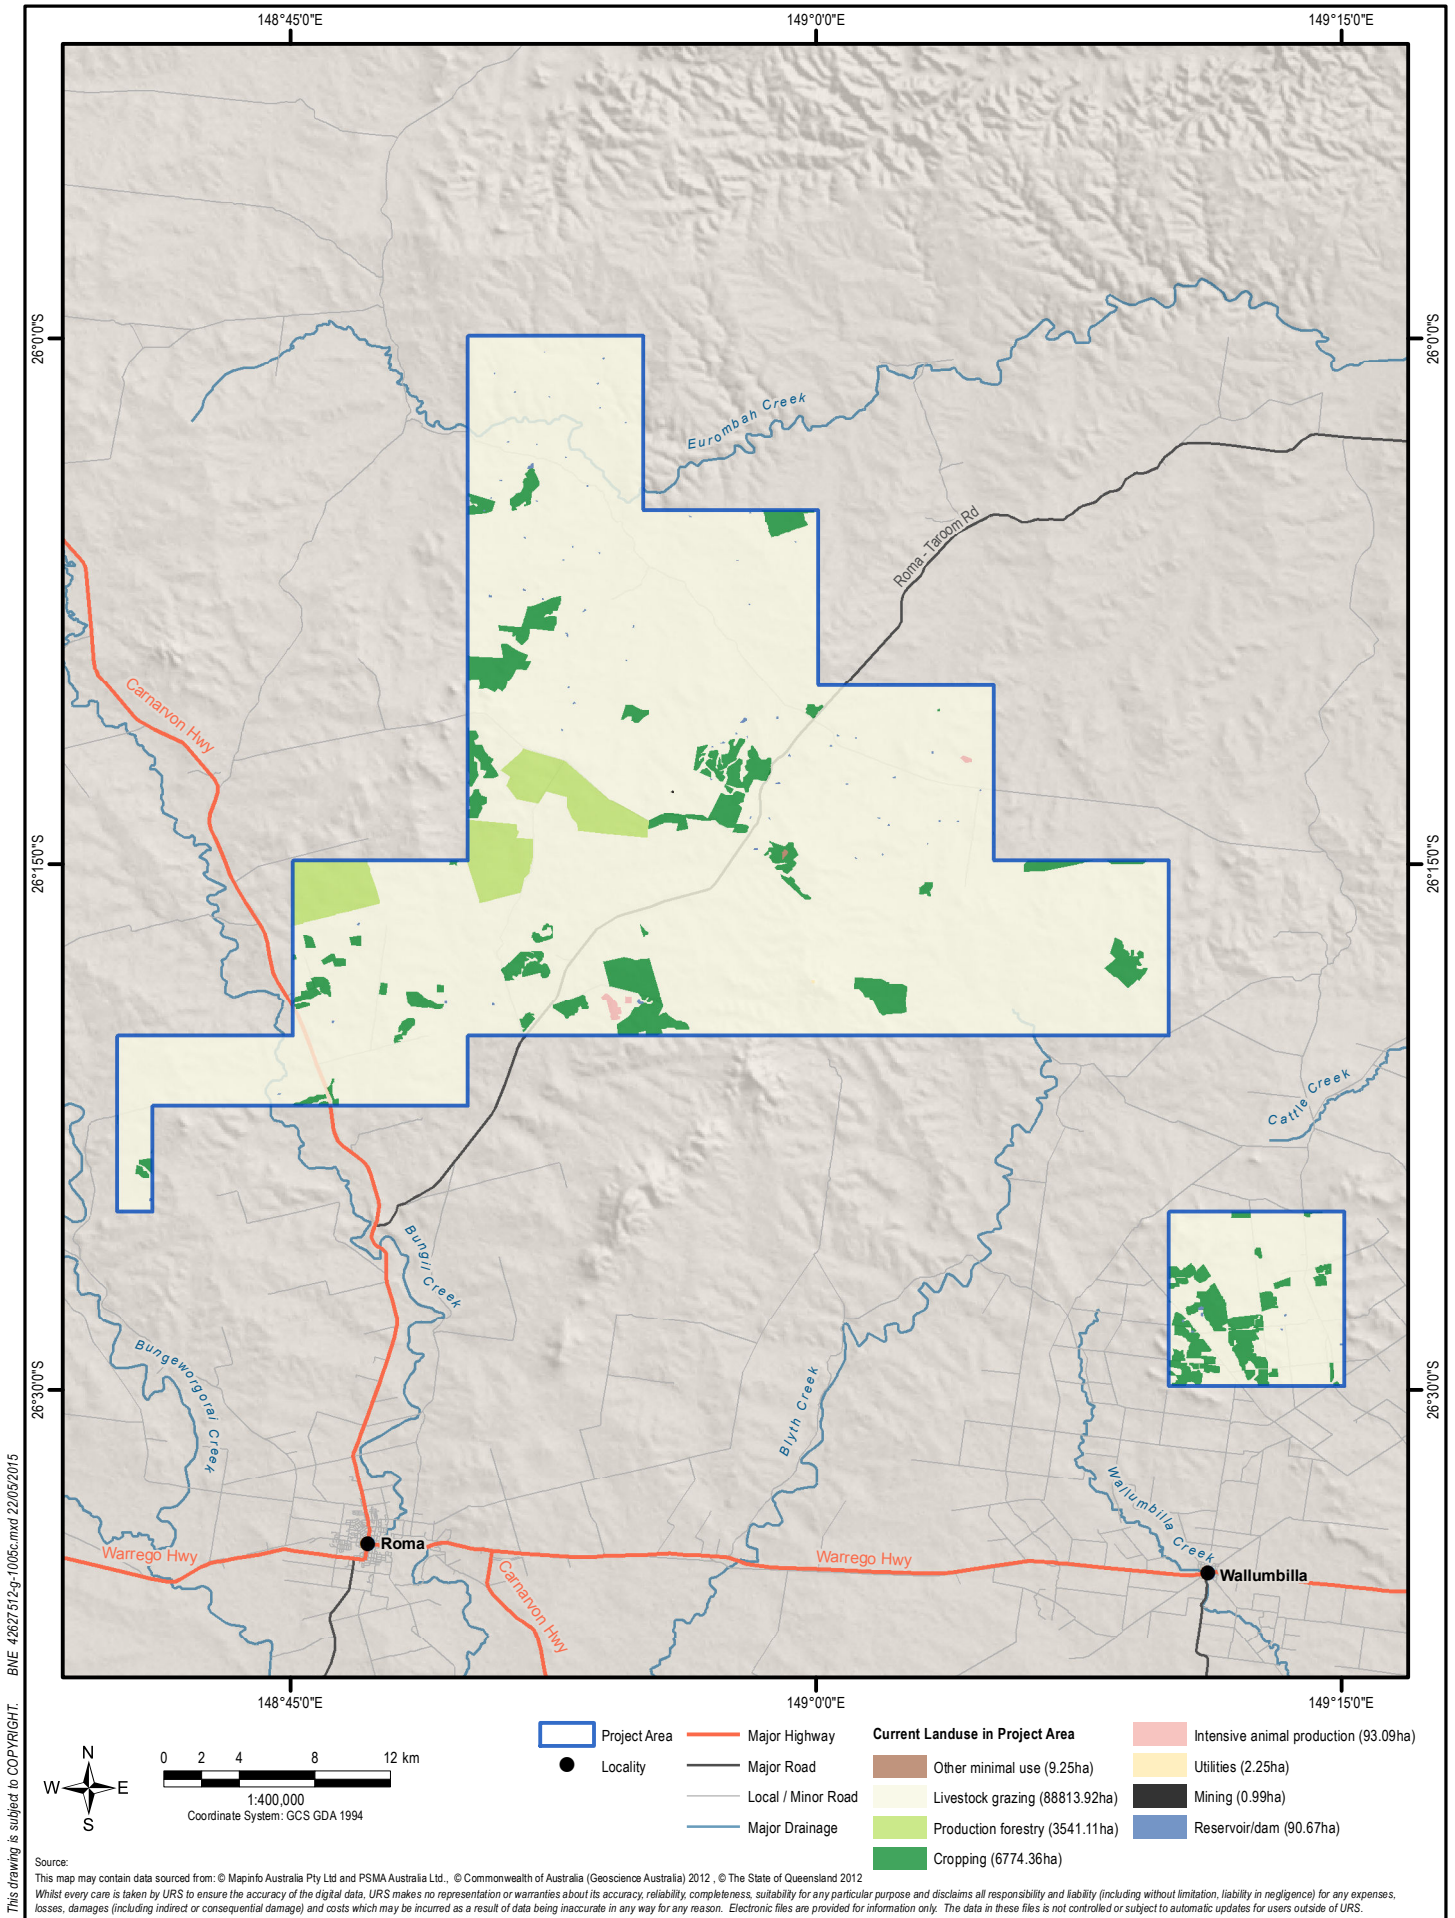 148°45'0"E
149°0'0"E
149°15'0"E
26°0'0"S
26°0'0"S
Eurombah Creek
Roma - Taroom Rd
Carnarvon Hwy
26°15'0"S
26°15'0"S
Cattle Creek
Bungil Creek
Bungeworgorai Creek
Blyth Creek
26°30'0"S
26°30'0"S
Wallumbilla Creek
Roma
Warrego Hwy
Warrego Hwy
Carnarvon Hwy
Wallumbilla
148°45'0"E
149°0'0"E
149°15'0"E
This drawing is subject to COPYRIGHT. BNE 42627512-g-1005c.mxd 22/05/2015
N
W
E
S
0 2 4 8 12 km
1:400,000
Coordinate System: GCS GDA 1994
Project Area
Locality
Major Highway
Major Road
Local / Minor Road
Major Drainage
Current Landuse in Project Area
Other minimal use (9.25ha)
Livestock grazing (88813.92ha)
Production forestry (3541.11ha)
Cropping (6774.36ha)
Intensive animal production (93.09ha)
Utilities (2.25ha)
Mining (0.99ha)
Reservoir/dam (90.67ha)
Source:
This map may contain data sourced from: © Mapinfo Australia Pty Ltd and PSMA Australia Ltd., © Commonwealth of Australia (Geoscience Australia) 2012 , © The State of Queensland 2012
Whilst every care is taken by URS to ensure the accuracy of the digital data, URS makes no representation or warranties about its accuracy, reliability, completeness, suitability for any particular purpose and disclaims all responsibility and liability (including without limitation, liability in negligence) for any expenses,
losses, damages (including indirect or consequential damage) and costs which may be incurred as a result of data being inaccurate in any way for any reason. Electronic files are provided for information only. The data in these files is not controlled or subject to automatic updates for users outside of URS.